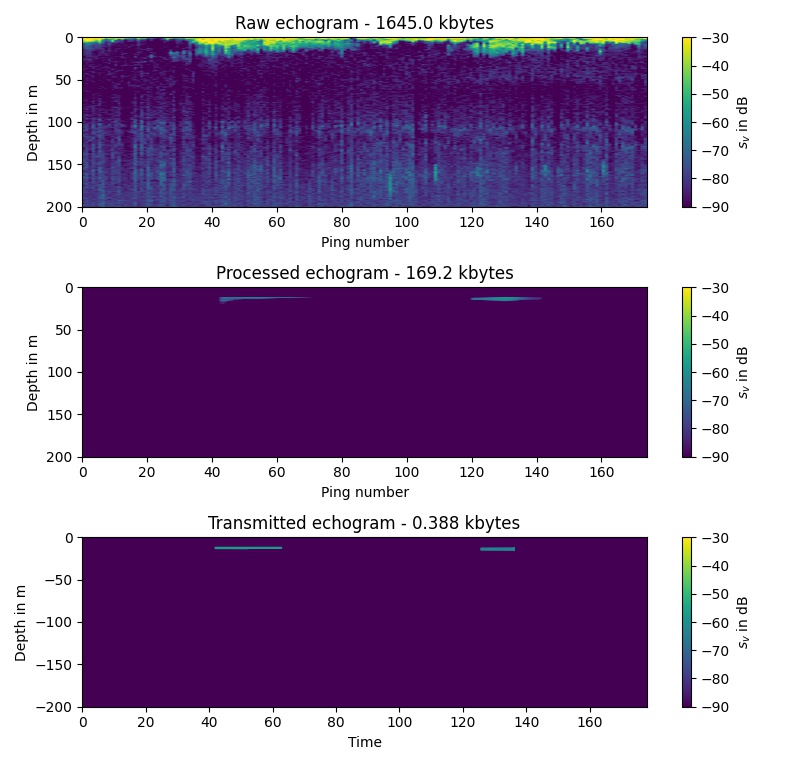 Raw echogram - 1645.0 kbytes
0
50
100
150
200
Depth in m
0 20 40 60 80 100 120 140 160
Ping number
−30
−40
−50
−60
−70
−80
−90
s_v in dB
Processed echogram - 169.2 kbytes
0
50
100
150
200
Depth in m
0 20 40 60 80 100 120 140 160
Ping number
−30
−40
−50
−60
−70
−80
−90
s_v in dB
Transmitted echogram - 0.388 kbytes
0
−50
−100
−150
−200
Depth in m
0 20 40 60 80 100 120 140 160
Time
−30
−40
−50
−60
−70
−80
−90
s_v in dB